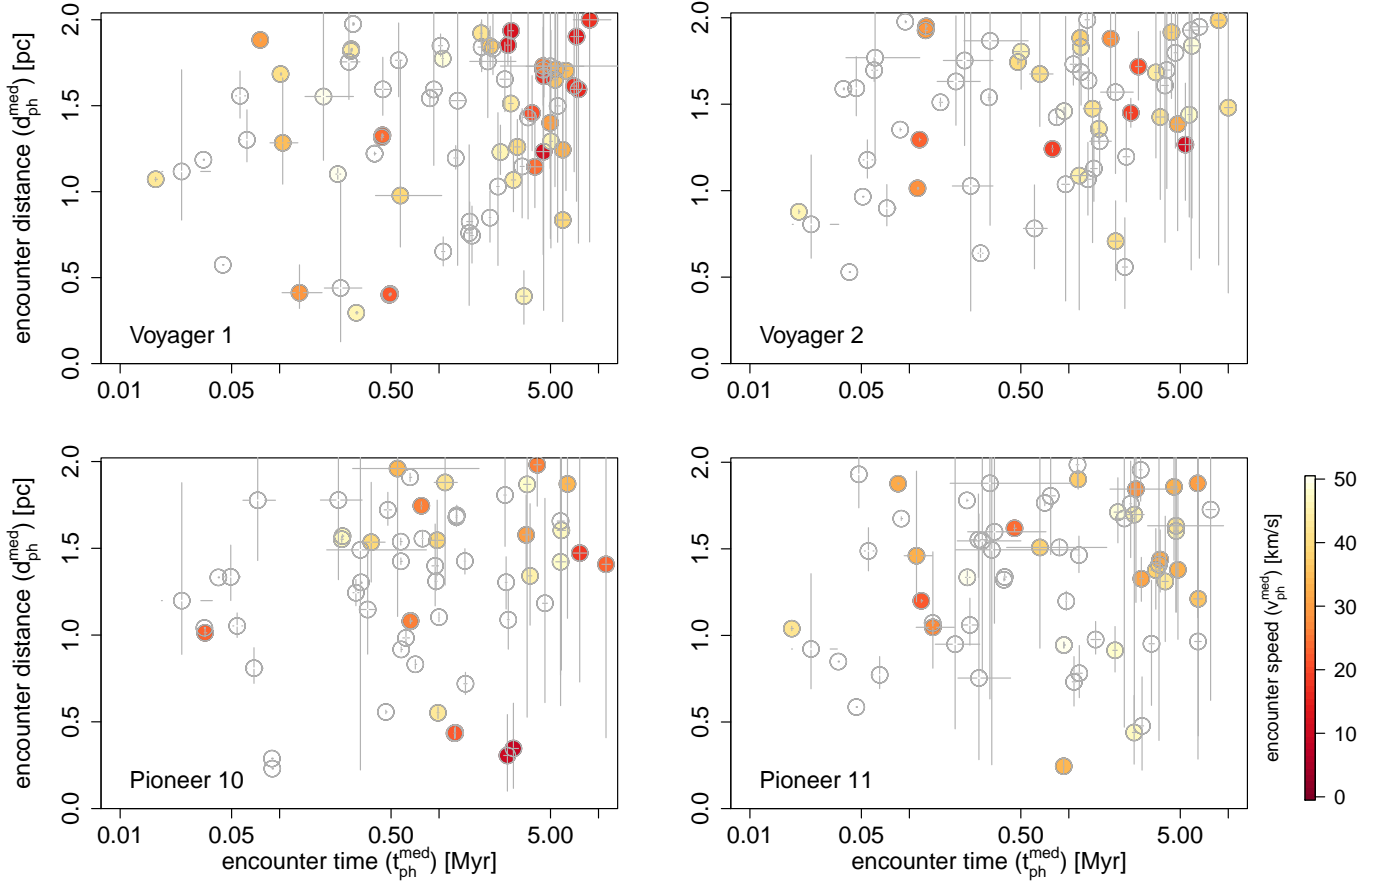 encounter distance (d_ph^med) [pc]
2.0
1.5
1.0
0.5
0.0
Voyager 1
0.01 0.05 0.50 5.00
encounter distance (d_ph^med) [pc]
2.0
1.5
1.0
0.5
0.0
Voyager 2
0.01 0.05 0.50 5.00
encounter distance (d_ph^med) [pc]
2.0
1.5
1.0
0.5
0.0
Pioneer 10
0.01 0.05 0.50 5.00
encounter time (t_ph^med) [Myr]
2.0
1.5
1.0
0.5
0.0
Pioneer 11
0.01 0.05 0.50 5.00
encounter time (t_ph^med) [Myr]
encounter speed (v_ph^med) [km/s]
50
40
30
20
10
0